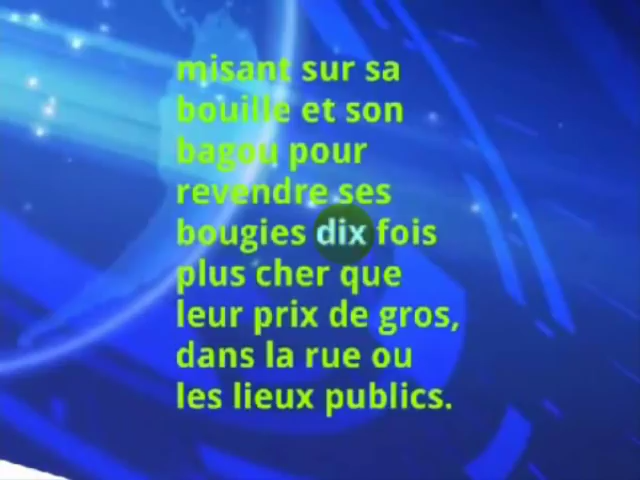 misant sur sa
bouille et son
bagou pour
revendre ses
bougies dix fois
plus cher que
leur prix de gros,
dans la rue ou
les lieux publics.